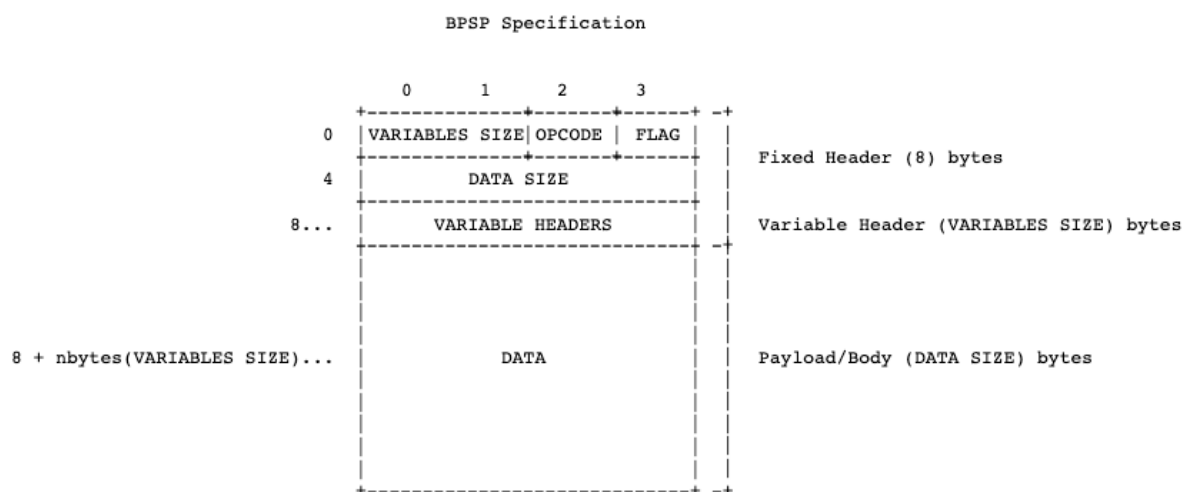 BPSP Specification
0 1 2 3
0 VARIABLES SIZE OPCODE FLAG
Fixed Header (8) bytes
4 DATA SIZE
8... VARIABLE HEADERS Variable Header (VARIABLES SIZE) bytes
8 + nbytes(VARIABLES SIZE)... DATA Payload/Body (DATA SIZE) bytes